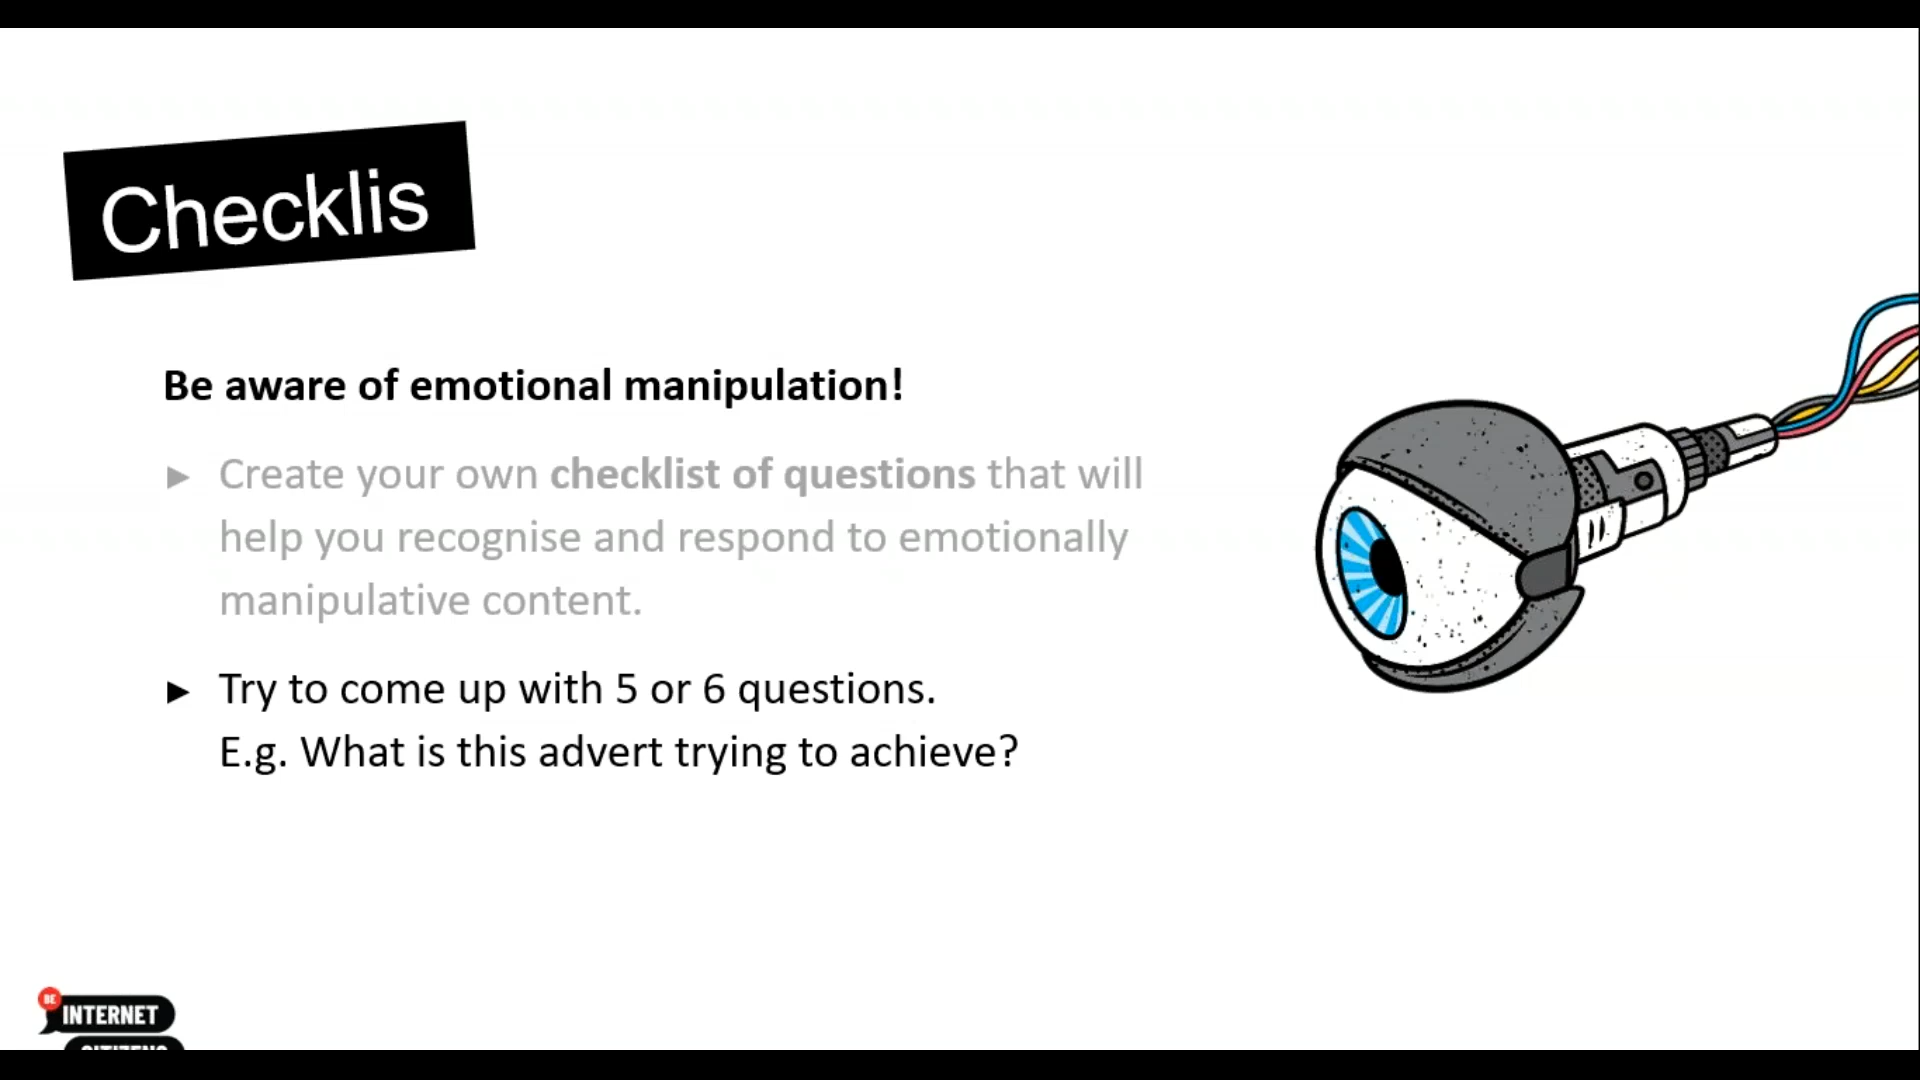 Checklis
Be aware of emotional manipulation!
► Create your own checklist of questions that will
help you recognise and respond to emotionally
manipulative content.
► Try to come up with 5 or 6 questions.
E.g. What is this advert trying to achieve?
BE
INTERNET
CITIZENS